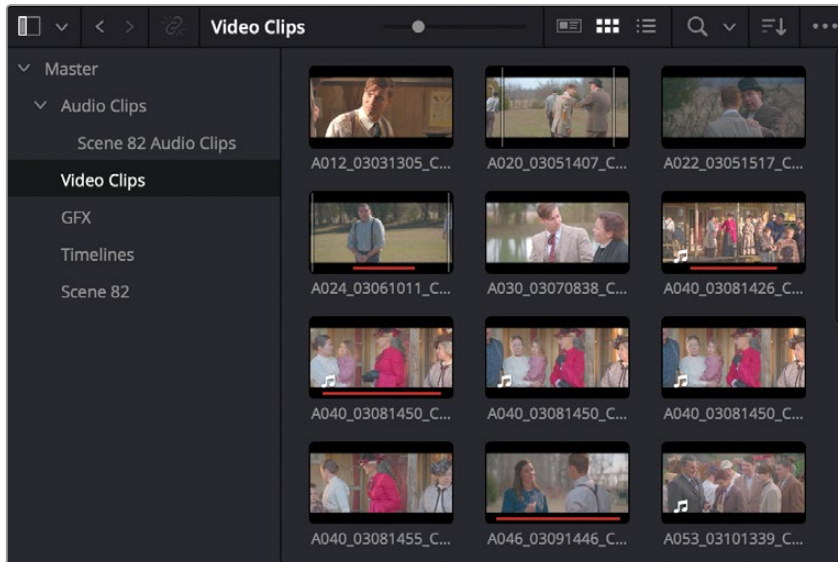 Video Clips
Master
Audio Clips
Scene 82 Audio Clips
Video Clips
GFX
Timelines
Scene 82
A012_03031305_C...
A020_03051407_C...
A022_03051517_C...
A024_03061011_C...
A030_03070838_C...
A040_03081426_C...
A040_03081450_C...
A040_03081450_C...
A040_03081450_C...
A040_03081455_C...
A046_03091446_C...
A053_03101339_C...